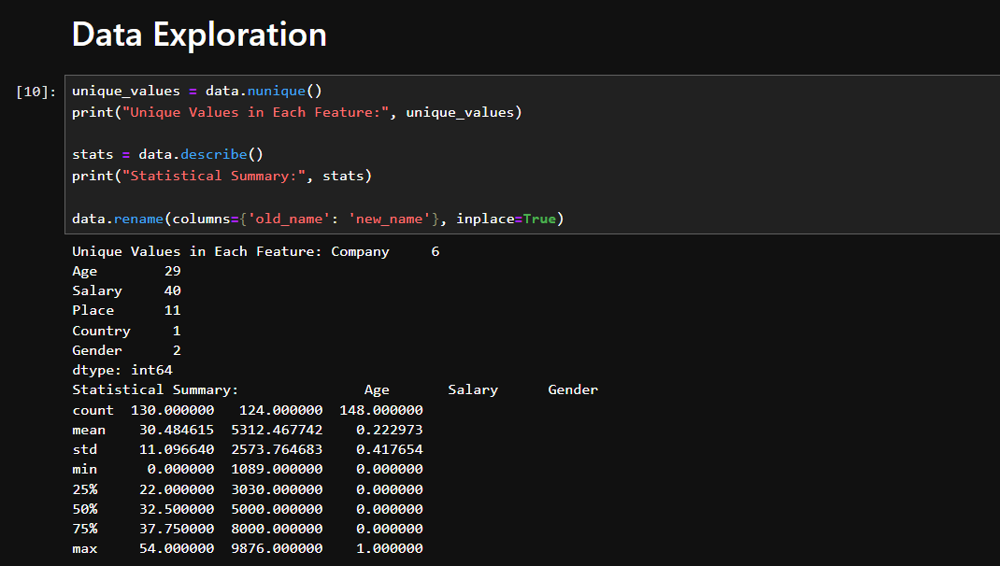 Data Exploration
[10]:
unique_values = data.nunique()
print("Unique Values in Each Feature:", unique_values)
stats = data.describe()
print("Statistical Summary:", stats)
data.rename(columns={'old_name': 'new_name'}, inplace=True)
Unique Values in Each Feature: Company     6
Age        29
Salary     40
Place      11
Country     1
Gender      2
dtype: int64
Statistical Summary:               Age       Salary      Gender
count  130.000000   124.000000  148.000000
mean    30.484615  5312.467742    0.222973
std     11.096640  2573.764683    0.417654
min      0.000000  1089.000000    0.000000
25%     22.000000  3030.000000    0.000000
50%     32.500000  5000.000000    0.000000
75%     37.750000  8000.000000    0.000000
max     54.000000  9876.000000    1.000000